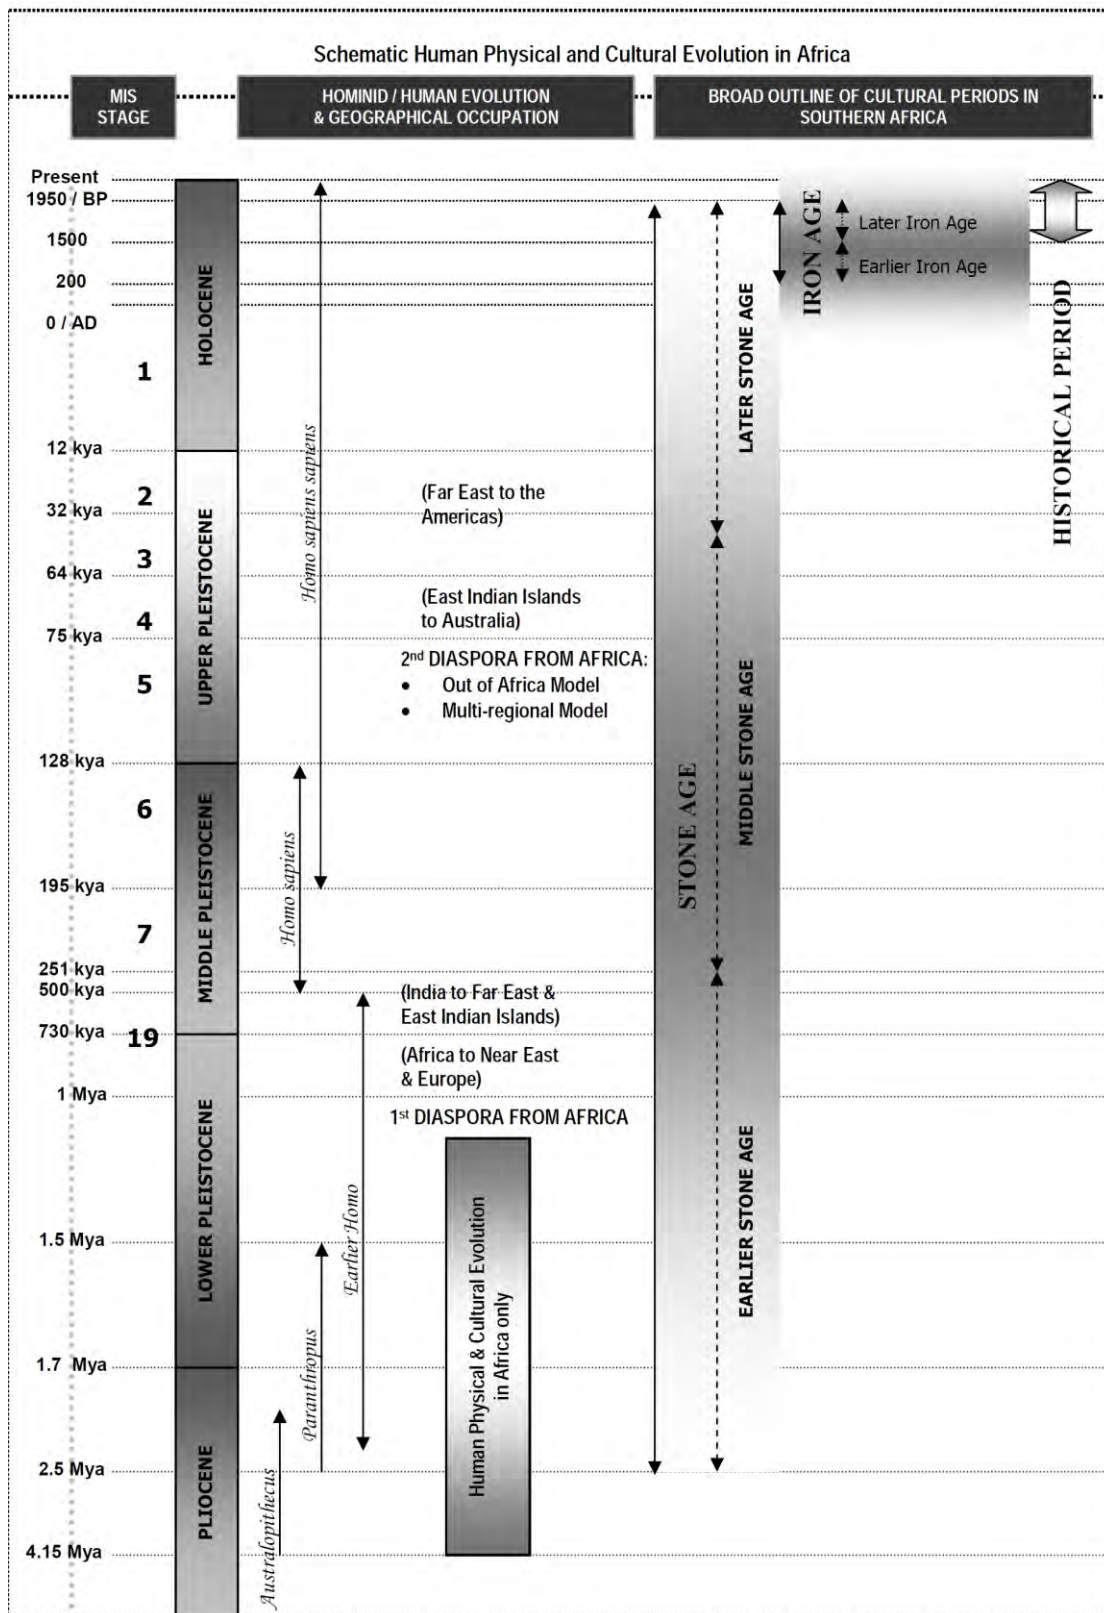 Schematic Human Physical and Cultural Evolution in Africa
MIS
STAGE
HOMINID / HUMAN EVOLUTION
& GEOGRAPHICAL OCCUPATION
BROAD OUTLINE OF CULTURAL PERIODS IN
SOUTHERN AFRICA
Present
1950 / BP
1500
200
0 / AD
1
12 kya
2
32 kya
3
64 kya
4
75 kya
5
128 kya
6
195 kya
7
251 kya
500 kya
730 kya
19
1 Mya
1.5 Mya
1.7 Mya
2.5 Mya
4.15 Mya
HOLOCENE
UPPER PLEISTOCENE
MIDDLE PLEISTOCENE
LOWER PLEISTOCENE
PLIOCENE
Homo sapiens sapiens
Homo sapiens
Earlier Homo
Paranthropus
Australopithecus
(Far East to the
Americas)
(East Indian Islands
to Australia)
2nd DIASPORA FROM AFRICA:
• Out of Africa Model
• Multi-regional Model
(India to Far East &
East Indian Islands)
(Africa to Near East
& Europe)
1st DIASPORA FROM AFRICA
Human Physical & Cultural Evolution
in Africa only
STONE AGE
LATER STONE AGE
MIDDLE STONE AGE
EARLIER STONE AGE
IRON AGE
Later Iron Age
Earlier Iron Age
HISTORICAL PERIOD